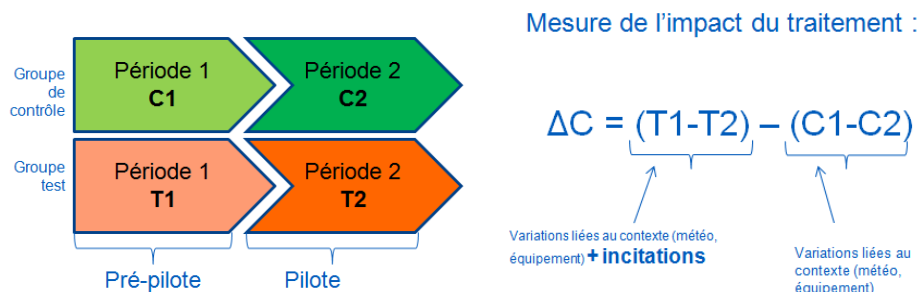 Mesure de l'impact du traitement :
Groupe
de
contrôle
Période 1
C1
Période 2
C2
Groupe
test
Période 1
T1
Période 2
T2
Pré-pilote
Pilote
ΔC = (T1-T2) – (C1-C2)
Variations liées au contexte (météo,
équipement) + incitations
Variations liées au
contexte (météo,
équipement)